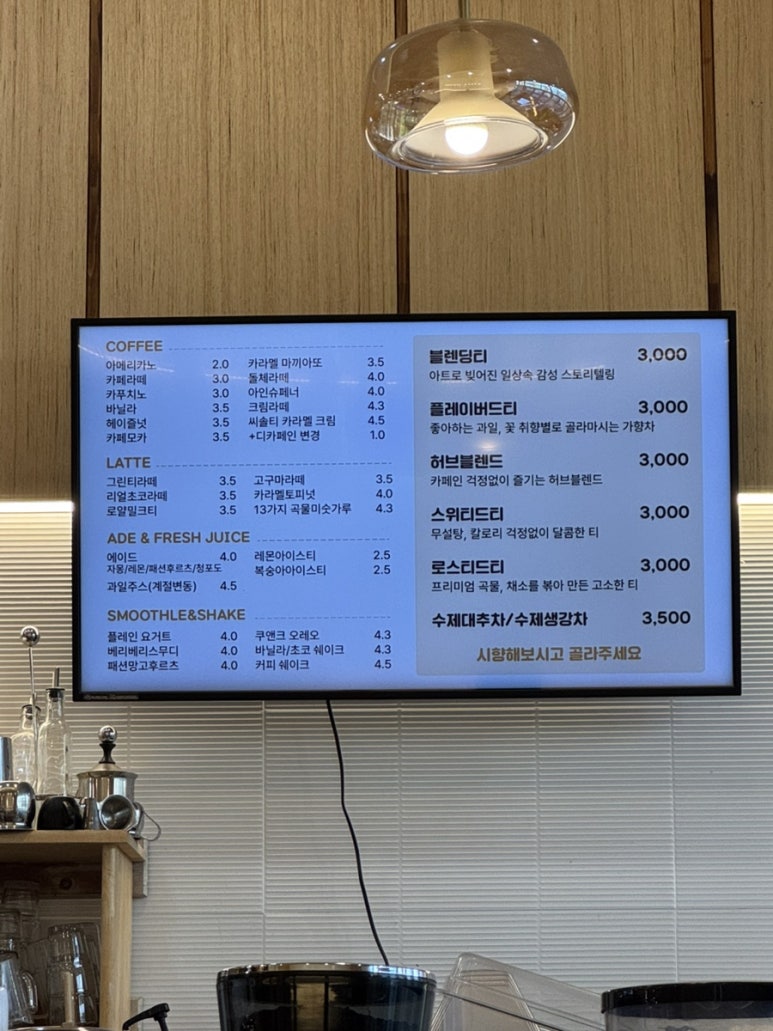 COFFEE
아메리카노 2.0
카페라떼 3.0
카푸치노 3.0
바닐라 3.5
헤이즐넛 3.5
카페모카 3.5
카라멜 마끼아또 3.5
돌체라떼 4.0
아인슈페너 4.0
크림라떼 4.3
씨솔티 카라멜 크림 4.5
+디카페인 변경 1.0
LATTE
그린티라떼 3.5
리얼초코라떼 3.5
로얄밀크티 3.5
고구마라떼 3.5
카라멜토피넛 4.0
13가지 곡물미숫가루 4.3
ADE & FRESH JUICE
에이드 4.0
자몽/레몬/패션후르츠/청포도
과일주스(계절변동) 4.5
레몬아이스티 2.5
복숭아아이스티 2.5
SMOOTHLE&SHAKE
플레인 요거트 4.0
베리베리스무디 4.0
패션망고후르츠 4.0
쿠앤크 오레오 4.3
바닐라/초코 쉐이크 4.3
커피 쉐이크 4.5
블렌딩티 3,000
아트로 빚어진 일상속 감성 스토리텔링
플레이버드티 3,000
좋아하는 과일, 꽃 취향별로 골라마시는 가향차
허브블렌드 3,000
카페인 걱정없이 즐기는 허브블렌드
스위티드티 3,000
무설탕, 칼로리 걱정없이 달콤한 티
로스티드티 3,000
프리미엄 곡물, 채소를 볶아 만든 고소한 티
수제대추차/수제생강차 3,500
시향해보시고 골라주세요